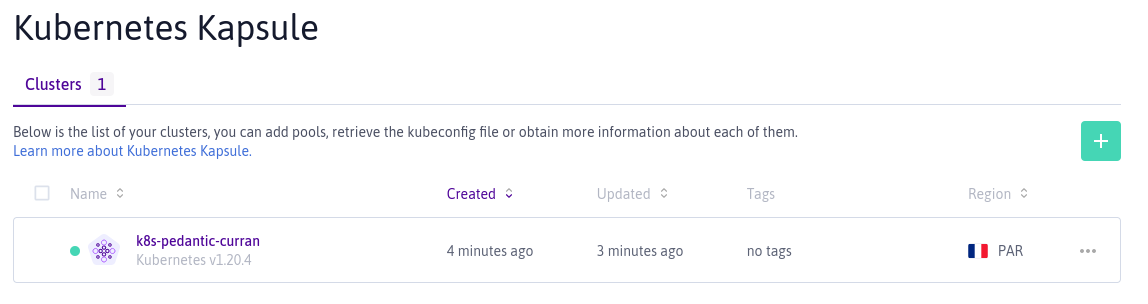 Kubernetes Kapsule
Clusters 1
Below is the list of your clusters, you can add pools, retrieve the kubeconfig file or obtain more information about each of them.
Learn more about Kubernetes Kapsule.
Name Created Updated Tags Region
k8s-pedantic-curran 4 minutes ago 3 minutes ago no tags PAR
Kubernetes v1.20.4